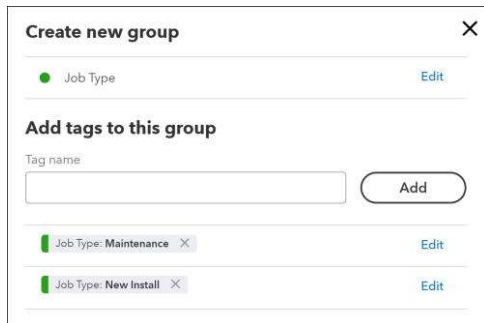 Create new group
Job Type Edit
Add tags to this group
Tag name
Add
Job Type: Maintenance Edit
Job Type: New Install Edit